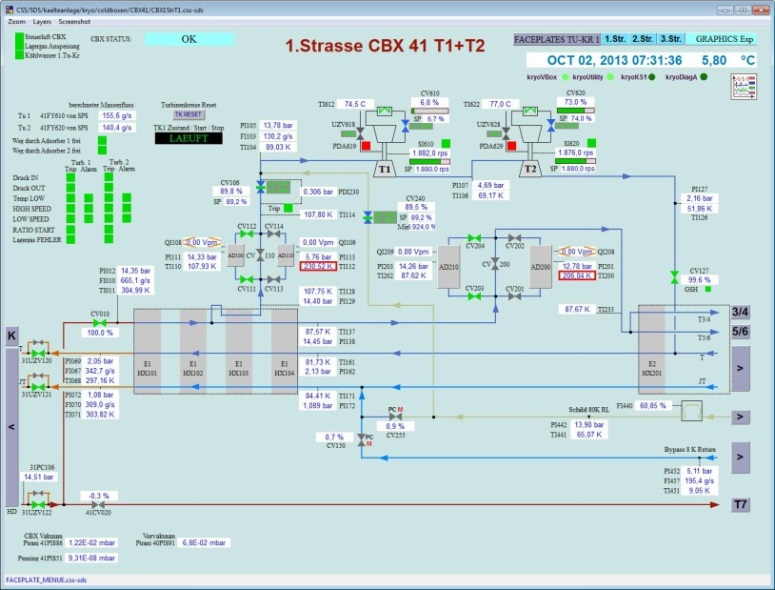 CSS/SDS/kaelteanlage/kryo/coldboxen/CBX41/CBX1StrT1.css-sds
Zoom Layers Screenshot
Steuerluft CBX
Lagergas Anspeisung
Kühlwasser 1.Tu-Kr
CBX STATUS: OK
1.Strasse CBX 41 T1+T2
FACEPLATES TU-KR 1 1.Str. 2.Str. 3.Str. GRAPHICS Exp
OCT 02, 2013 07:31:36 5,80 °C
kryoVBox kryoUtility kryoKS1 kryoDiagA
berechneter Massenfluss
Tu 1 41FY610 von SPS 155,6 g/s
Tu 2 41FY620 von SPS 140,4 g/s
Weg durch Adsorber 1 frei
Weg durch Adsorber 2 frei
Turbinenkreise Reset
TK RESET
TK1 Zustand / Start / Stop
LAEUFT
Turb. 1 Turb. 2
Tip Alarm Tip Alarm
Druck IN
Druck OUT
Temp LOW
HIGH SPEED
LOW SPEED
RATIO START
Lagergas FEHLER
PI105 13,78 bar
FI103 130,2 g/s
TI104 89,03 K
TI612 74,5 C
CV610
6,8 %
SP 6,7 %
UZV618
PDA619
SI610
1.882,0 rps
SP 1.880,0 rps
T1
TI622 77,0 C
CV620
73,0 %
SP 74,0 %
UZV628
PDA629
SI620
1.876,0 rps
SP 1.880,0 rps
T2
PI107 4,69 bar
TI106 69,17 K
PI127
2,16 bar
51,86 K
TI126
CV106
89,8 %
SP 89,2 %
0,306 bar PDI230
Trip
107,80 K TI114
CV240
89,5 %
SP 89,2 %
CV112 CV114
QI108 0,00 Vpm
PI111 14,33 bar
TI110 107,93 K
AD100 CV 110 AD110
0,00 Vpm QI109
5,76 bar PI113
230,52 K TI112
CV111 CV113
CV204 CV202
QI209 0,00 Vpm
PI203 14,26 bar
TI202 87,62 K
AD210 CV 200 AD200
0,00 Vpm QI208
12,78 bar PI201
206,04 K TI200
CV203 CV201
CV127
99,6 %
GSH
PI012 14,35 bar
FI010 665,1 g/s
TI011 304,99 K
CV010
100,0 %
107,75 K TI128
14,40 bar TI129
87,67 K TI233
87,57 K TI137
14,45 bar PI138
81,73 K TI161
2,13 bar PI162
84,41 K TI171
1,089 bar PI172
E1 HX101
E1 HX102
E1 HX103
E1 HX104
E2 HX201
T3/4 3/4
T5/6 5/6
T >
JT
K
T
31UZV120
JT
31UZV121
PI069 2,05 bar
FI067 342,7 g/s
TI068 297,16 K
PI072 1,08 bar
FI070 309,0 g/s
TI071 303,82 K
<
PC M
0,9 % CV255
0,7 % CV150
PC M
Schild 80K RL
FI440 60,85 %
PI442 13,90 bar
TI441 65,07 K
>
Bypass 8 K Return
>
PI452 5,11 bar
FI457 195,4 g/s
TI451 9,05 K
31PC106
14,51 bar
HD
31UZV122
-0,3 %
41CV020
T7
CBX Vakuum
Pirani 41PI886 1,22E-02 mbar
Vorvakuum
Pirani 40PI891 6,8E-02 mbar
Penning 41PI851 9,31E-08 mbar
FACEPLATE_MENUE.css-sds